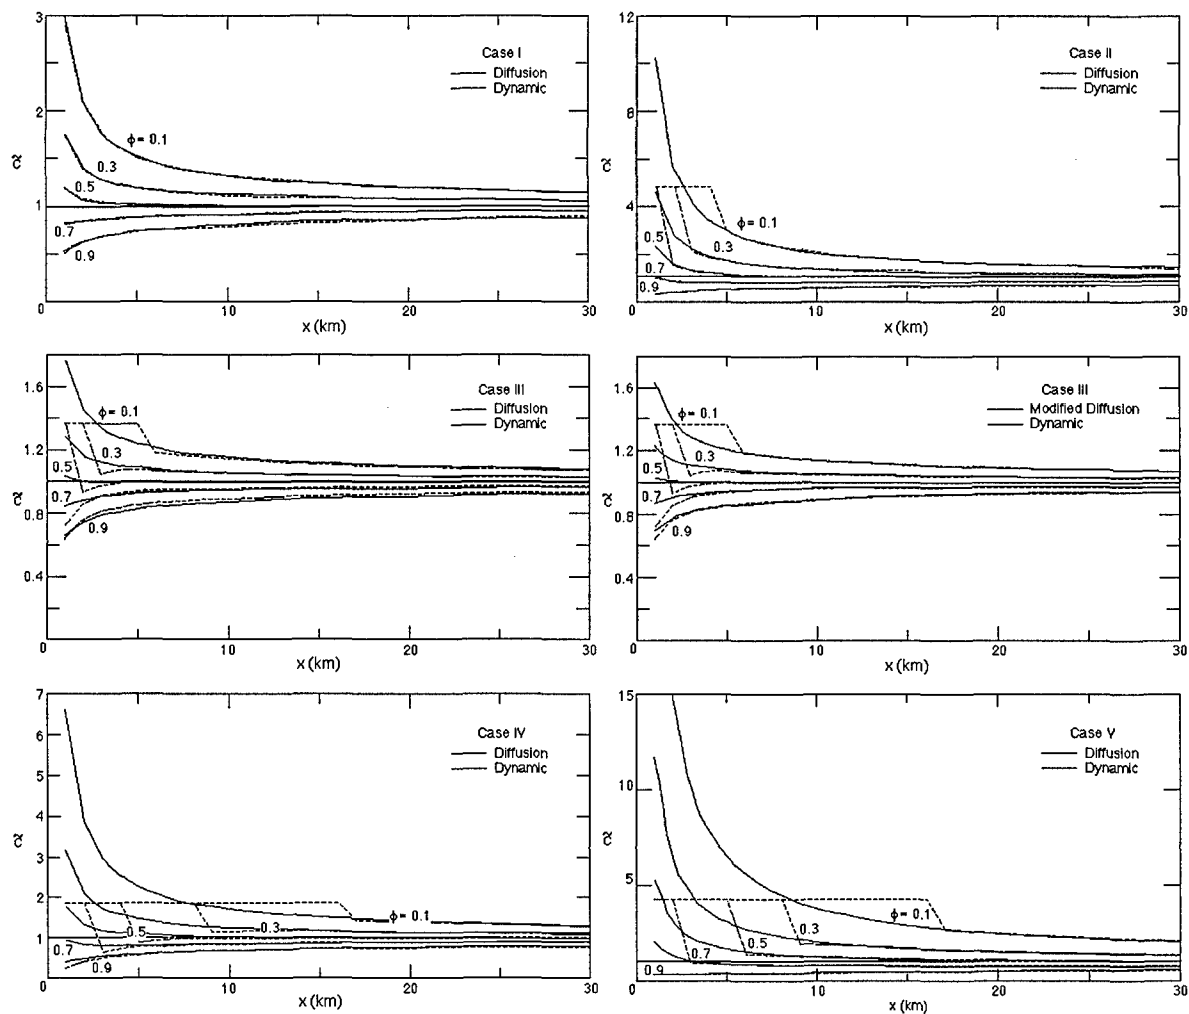 3
2
1
0
c̃
Case I
Diffusion
Dynamic
ϕ = 0.1
0.3
0.5
0.7
0.9
0
10
20
30
x (km)
12
8
4
0
Case II
Diffusion
Dynamic
ϕ = 0.1
0.3
0.5
0.7
0.9
0
10
20
30
x (km)
1.6
1.2
0.8
0.4
0
c̃
Case III
Diffusion
Dynamic
ϕ = 0.1
0.3
0.5
0.7
0.9
0
10
20
30
x (km)
1.6
1.2
0.8
0.4
0
c̃
Case III
Modified Diffusion
Dynamic
ϕ = 0.1
0.3
0.5
0.7
0.9
0
10
20
30
x (km)
7
6
5
4
3
2
1
0
c̃
Case IV
Diffusion
Dynamic
ϕ = 0.1
0.3
0.5
0.7
0.9
0
10
20
30
x (km)
15
10
5
0
c̃
Case V
Diffusion
Dynamic
ϕ = 0.1
0.3
0.5
0.7
0.9
0
10
20
30
x (km)